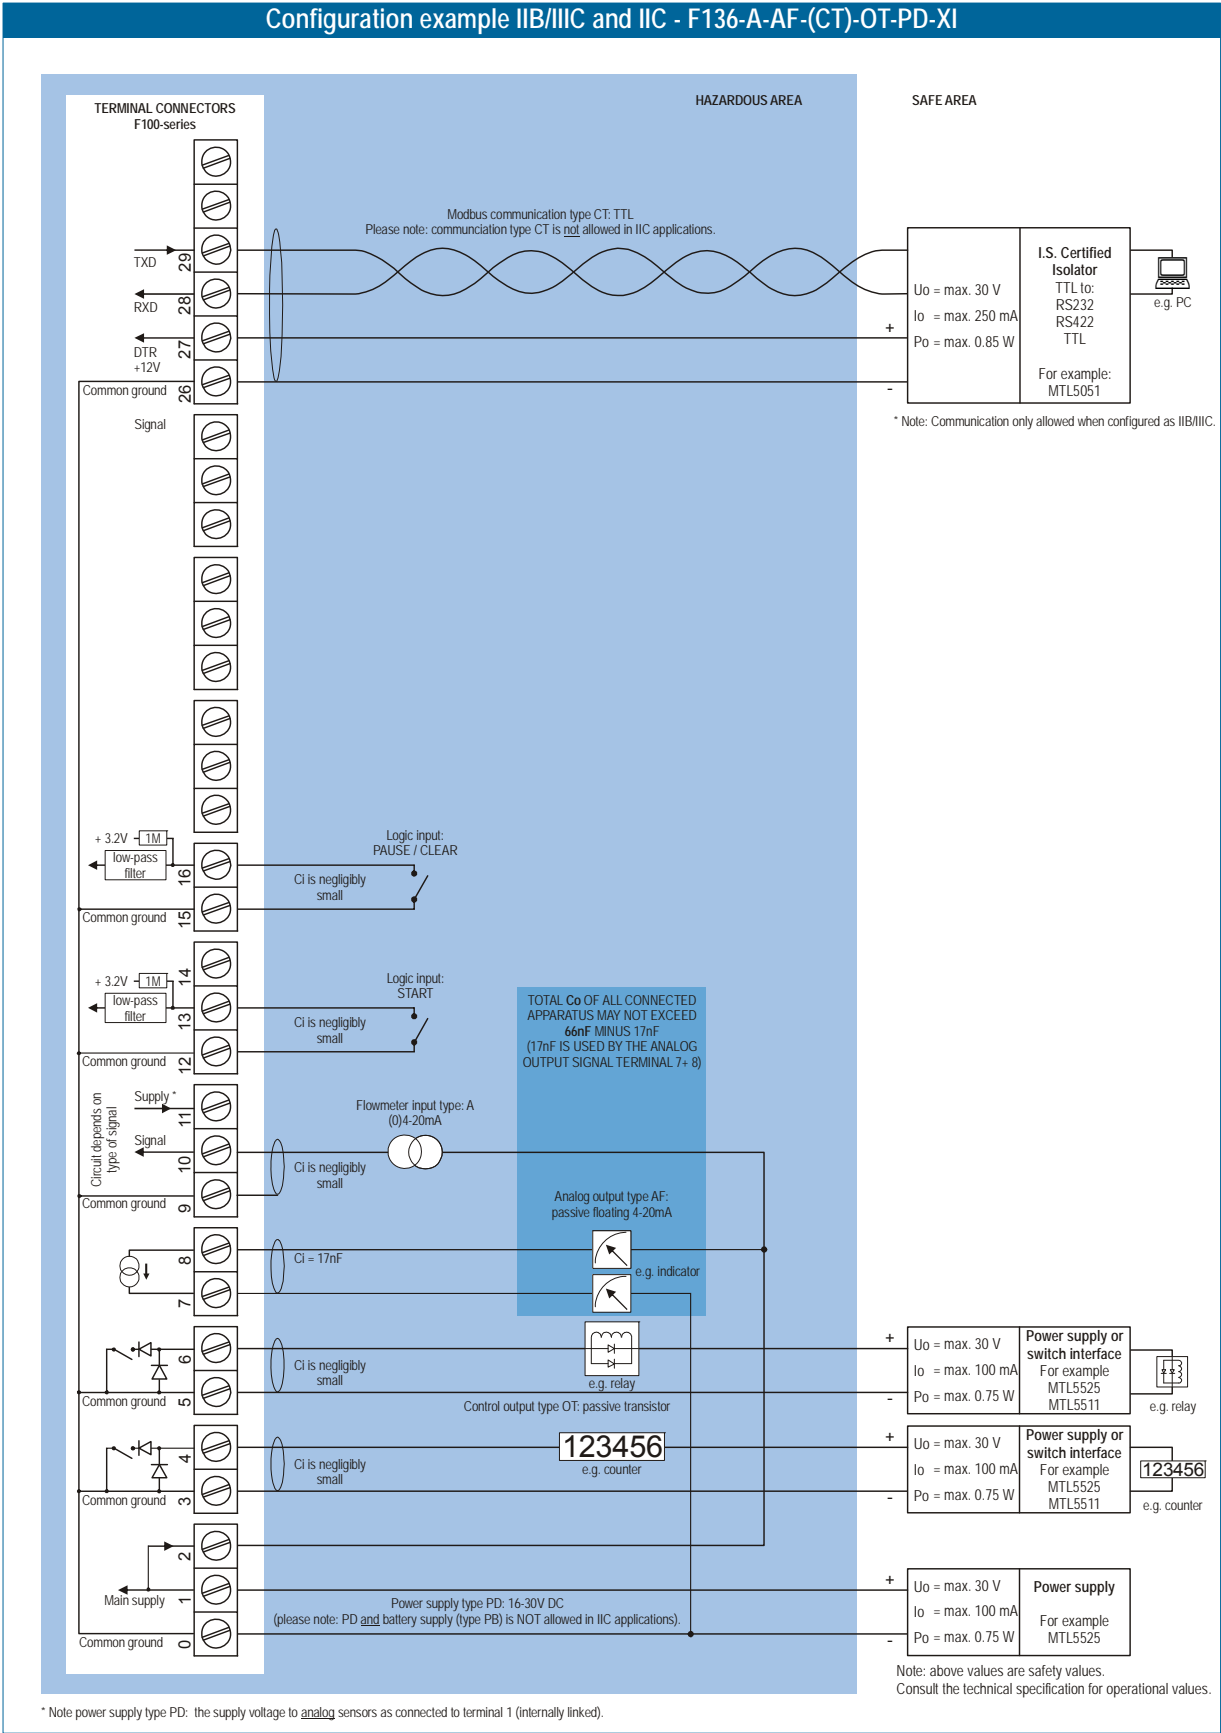 Configuration example IIB/IIIC and IIC - F136-A-AF-(CT)-OT-PD-XI
HAZARDOUS AREA
SAFE AREA
TERMINAL CONNECTORS
F100-series
Modbus communication type CT: TTL
Please note: communciation type CT is not allowed in IIC applications.
TXD
29
RXD
28
DTR
+12V
27
Common ground
26
Signal
Uo = max. 30 V
Io = max. 250 mA
Po = max. 0.85 W
+
-
I.S. Certified
Isolator
TTL to:
RS232
RS422
TTL
For example:
MTL5051
e.g. PC
* Note: Communication only allowed when configured as IIB/IIIC.
+ 3.2V
1M
low-pass
filter
16
Common ground
15
Logic input:
PAUSE / CLEAR
Ci is negligibly
small
14
+ 3.2V
1M
low-pass
filter
13
Common ground
12
Logic input:
START
Ci is negligibly
small
TOTAL Co OF ALL CONNECTED
APPARATUS MAY NOT EXCEED
66nF MINUS 17nF
(17nF IS USED BY THE ANALOG
OUTPUT SIGNAL TERMINAL 7+ 8)
Circuit depends on
type of signal
Supply *
11
Signal
10
Common ground
9
Flowmeter input type: A
(0)4-20mA
Ci is negligibly
small
Analog output type AF:
passive floating 4-20mA
8
Ci = 17nF
e.g. indicator
7
6
Ci is negligibly
small
e.g. relay
Common ground
5
Control output type OT: passive transistor
+
-
Uo = max. 30 V
Io = max. 100 mA
Po = max. 0.75 W
Power supply or
switch interface
For example
MTL5525
MTL5511
e.g. relay
4
Ci is negligibly
small
123456
e.g. counter
Common ground
3
+
-
Uo = max. 30 V
Io = max. 100 mA
Po = max. 0.75 W
Power supply or
switch interface
For example
MTL5525
MTL5511
123456
e.g. counter
2
Main supply
1
Power supply type PD: 16-30V DC
(please note: PD and battery supply (type PB) is NOT allowed in IIC applications).
Common ground
0
+
-
Uo = max. 30 V
Io = max. 100 mA
Po = max. 0.75 W
Power supply
For example
MTL5525
Note: above values are safety values.
Consult the technical specification for operational values.
* Note power supply type PD: the supply voltage to analog sensors as connected to terminal 1 (internally linked).